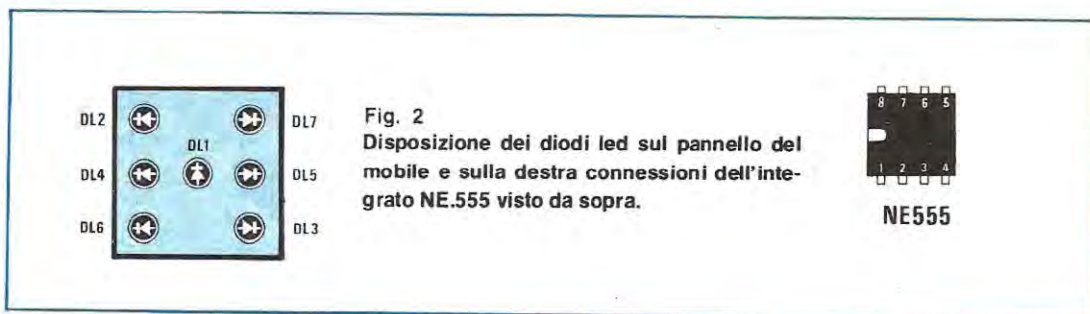 DL2
DL7
DL1
DL4
DL5
DL6
DL3
Fig. 2
Disposizione dei diodi led sul pannello del
mobile e sulla destra connessioni dell'inte-
grato NE.555 visto da sopra.
8 7 6 5
1 2 3 4
NE555